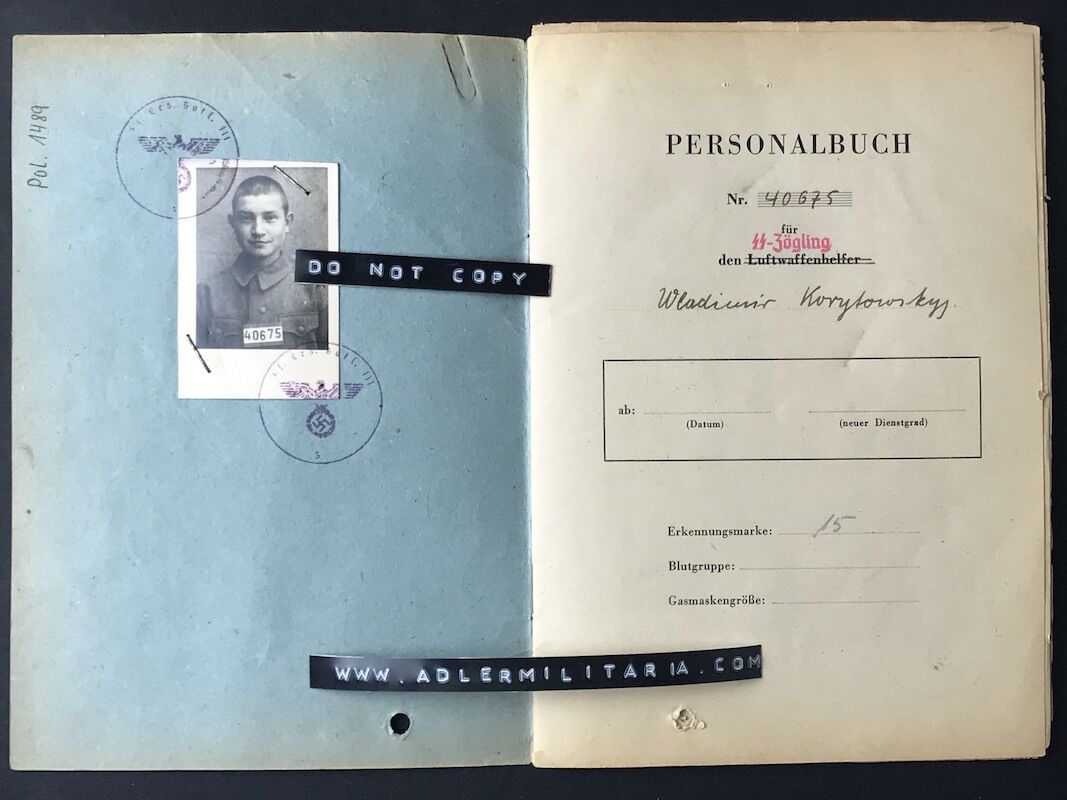 Pol. 1489
40675
DO NOT COPY
WWW.ADLERMILITARIA.COM
PERSONALBUCH
Nr. 40675
für
SS-Zögling
den Luftwaffenhelfer
Wladimir Korytowskyj.
ab:
(Datum) (neuer Dienstgrad)
Erkennungsmarke: 15
Blutgruppe:
Gasmaskengröße: